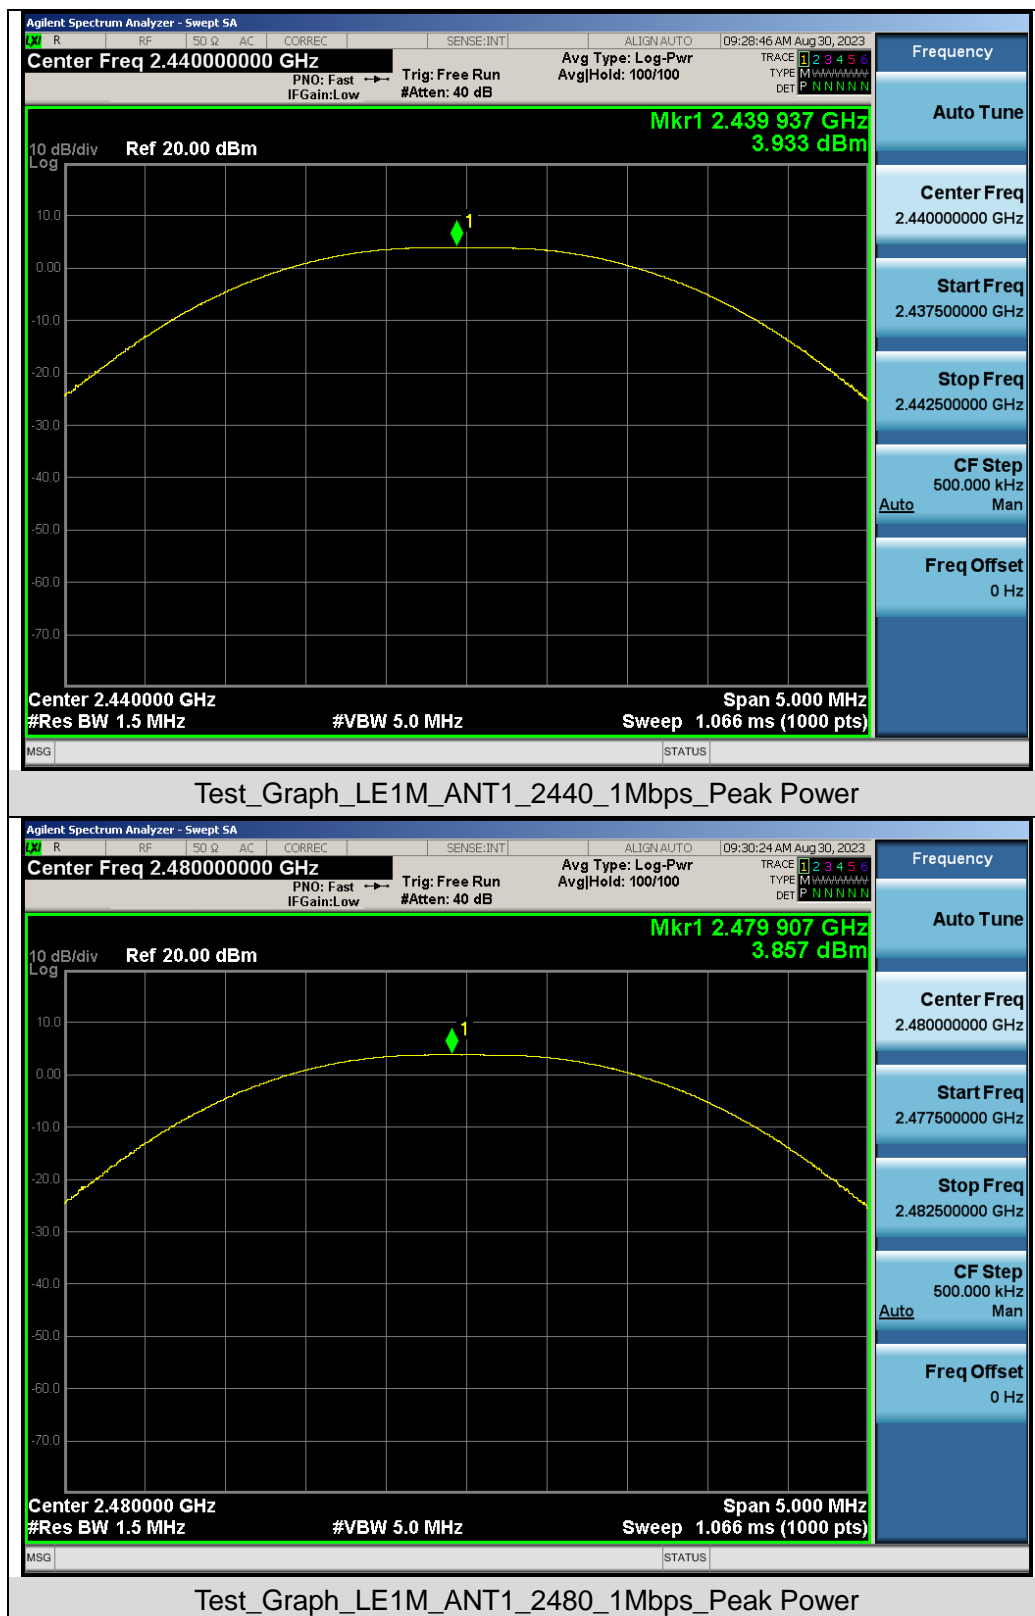 Agilent Spectrum Analyzer - Swept SA
LXI R RF 50 Ω AC CORREC SENSE:INT ALIGN AUTO 09:28:46 AM Aug 30, 2023
Center Freq 2.440000000 GHz
PNO: Fast
IFGain:Low
Trig: Free Run
#Atten: 40 dB
Avg Type: Log-Pwr
Avg|Hold: 100/100
TRACE 1 2 3 4 5 6
TYPE M WWWWW
DET P N N N N N
Mkr1 2.439 937 GHz
3.933 dBm
10 dB/div Ref 20.00 dBm
Log
10.0
0.00
-10.0
-20.0
-30.0
-40.0
-50.0
-60.0
-70.0
1
Center 2.440000 GHz Span 5.000 MHz
#Res BW 1.5 MHz #VBW 5.0 MHz Sweep 1.066 ms (1000 pts)
MSG STATUS
Frequency
Auto Tune
Center Freq
2.440000000 GHz
Start Freq
2.437500000 GHz
Stop Freq
2.442500000 GHz
CF Step
500.000 kHz
Auto Man
Freq Offset
0 Hz
Test_Graph_LE1M_ANT1_2440_1Mbps_Peak Power
Agilent Spectrum Analyzer - Swept SA
LXI R RF 50 Ω AC CORREC SENSE:INT ALIGN AUTO 09:30:24 AM Aug 30, 2023
Center Freq 2.480000000 GHz
PNO: Fast
IFGain:Low
Trig: Free Run
#Atten: 40 dB
Avg Type: Log-Pwr
Avg|Hold: 100/100
TRACE 1 2 3 4 5 6
TYPE M WWWWW
DET P N N N N N
Mkr1 2.479 907 GHz
3.857 dBm
10 dB/div Ref 20.00 dBm
Log
10.0
0.00
-10.0
-20.0
-30.0
-40.0
-50.0
-60.0
-70.0
1
Center 2.480000 GHz Span 5.000 MHz
#Res BW 1.5 MHz #VBW 5.0 MHz Sweep 1.066 ms (1000 pts)
MSG STATUS
Frequency
Auto Tune
Center Freq
2.480000000 GHz
Start Freq
2.477500000 GHz
Stop Freq
2.482500000 GHz
CF Step
500.000 kHz
Auto Man
Freq Offset
0 Hz
Test_Graph_LE1M_ANT1_2480_1Mbps_Peak Power